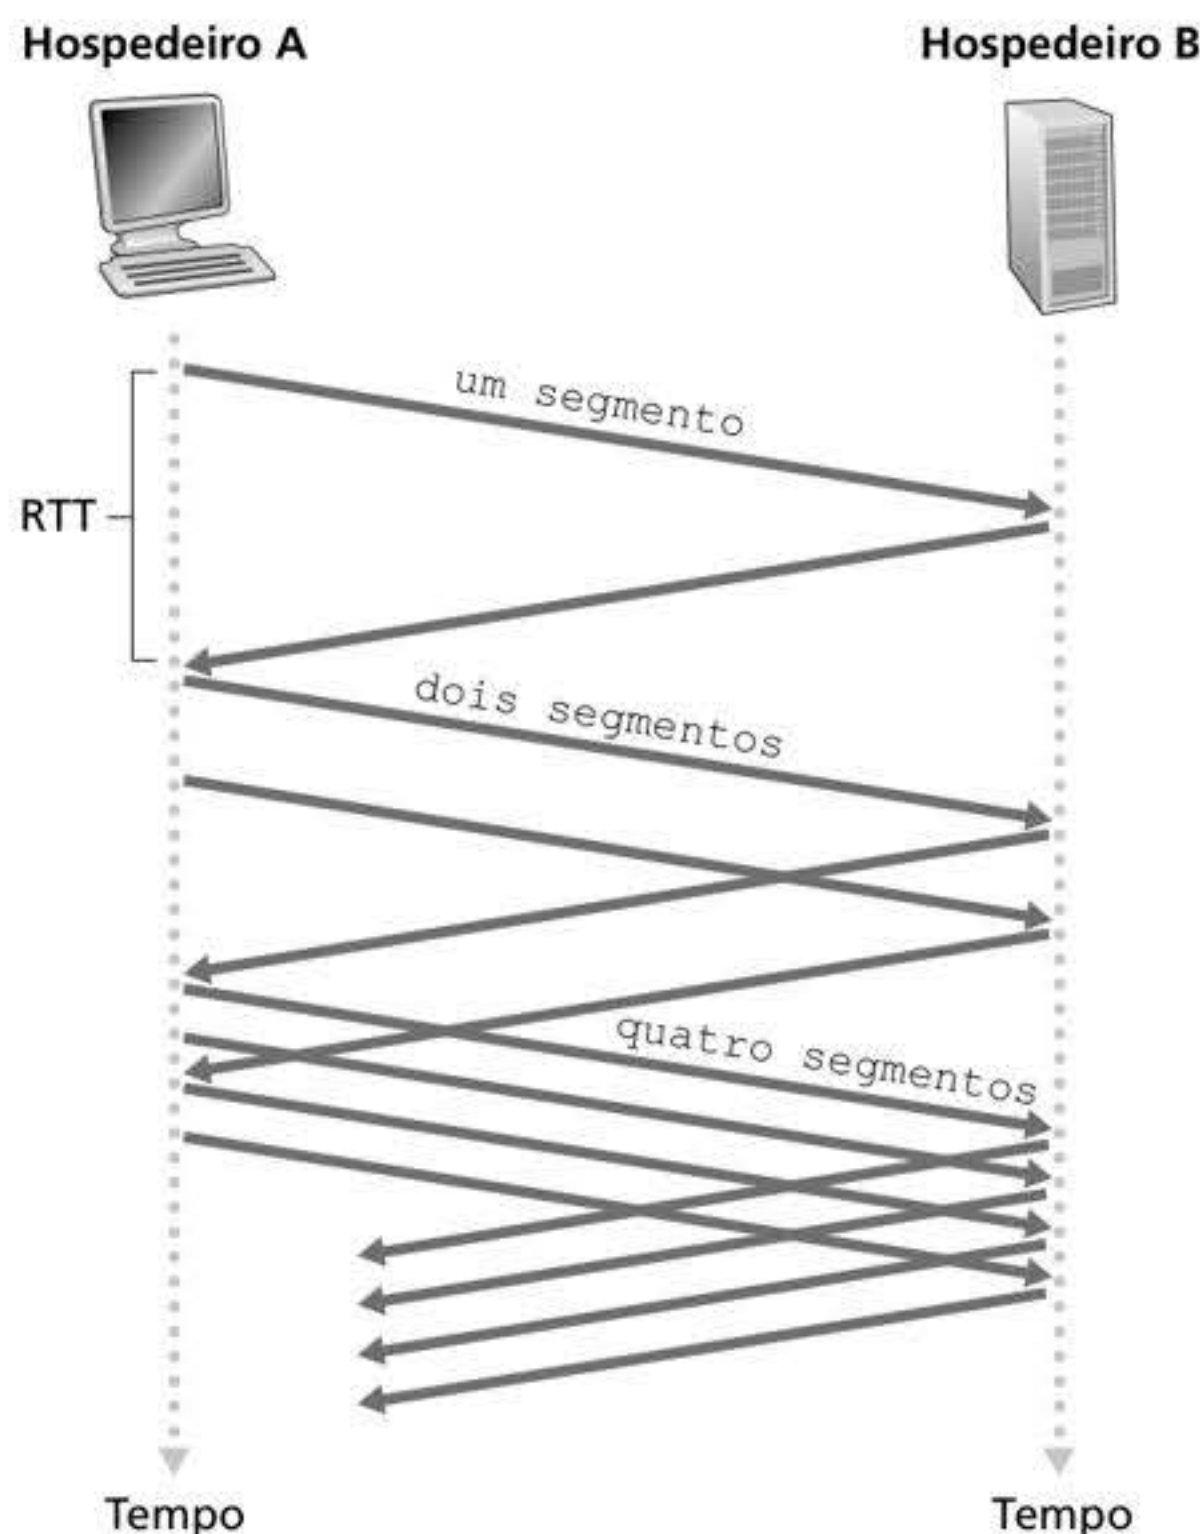 Hospedeiro A
Hospedeiro B
um segmento
RTT
dois segmentos
quatro segmentos
Tempo
Tempo